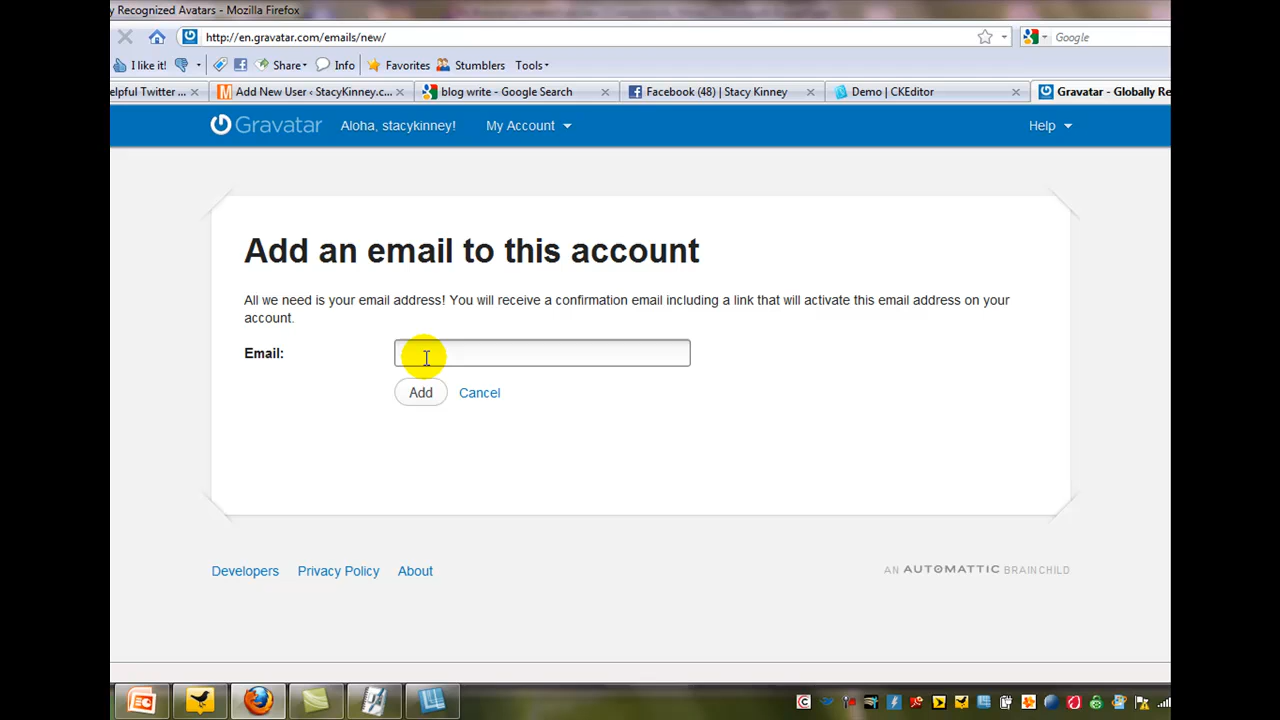 y Recognized Avatars - Mozilla Firefox
http://en.gravatar.com/emails/new/
Google
I like it!
Share
Info
Favorites
Stumblers
Tools
elpful Twitter ...
Add New User ‹ StacyKinney.c...
blog write - Google Search
Facebook (48) | Stacy Kinney
Demo | CKEditor
Gravatar - Globally Re
Gravatar
Aloha, stacykinney!
My Account
Help
Add an email to this account
All we need is your email address! You will receive a confirmation email including a link that will activate this email address on your
account.
Email:
Add
Cancel
Developers
Privacy Policy
About
AN AUTOMATTIC BRAINCHILD